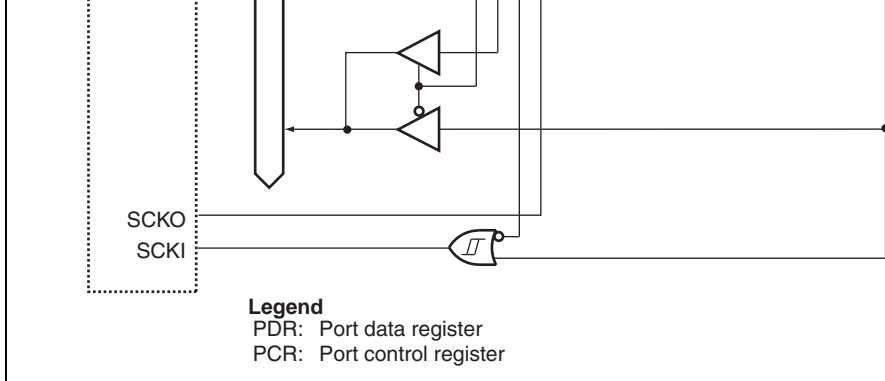 SCKO
SCKI
Legend
PDR: Port data register
PCR: Port control register